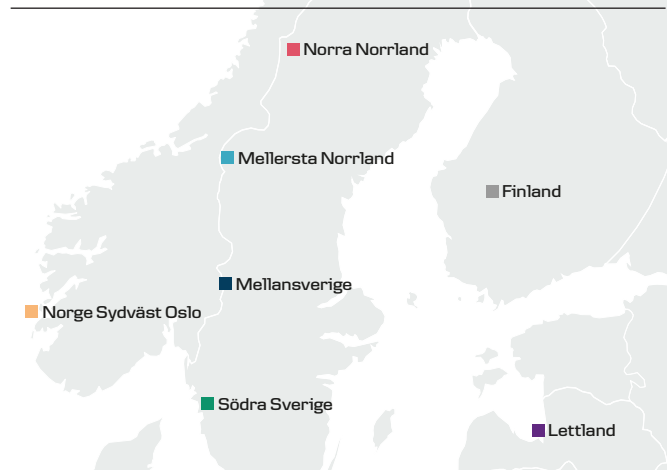 Norra Norrland
Mellersta Norrland
Finland
Mellansverige
Norge Sydväst Oslo
Södra Sverige
Lettland